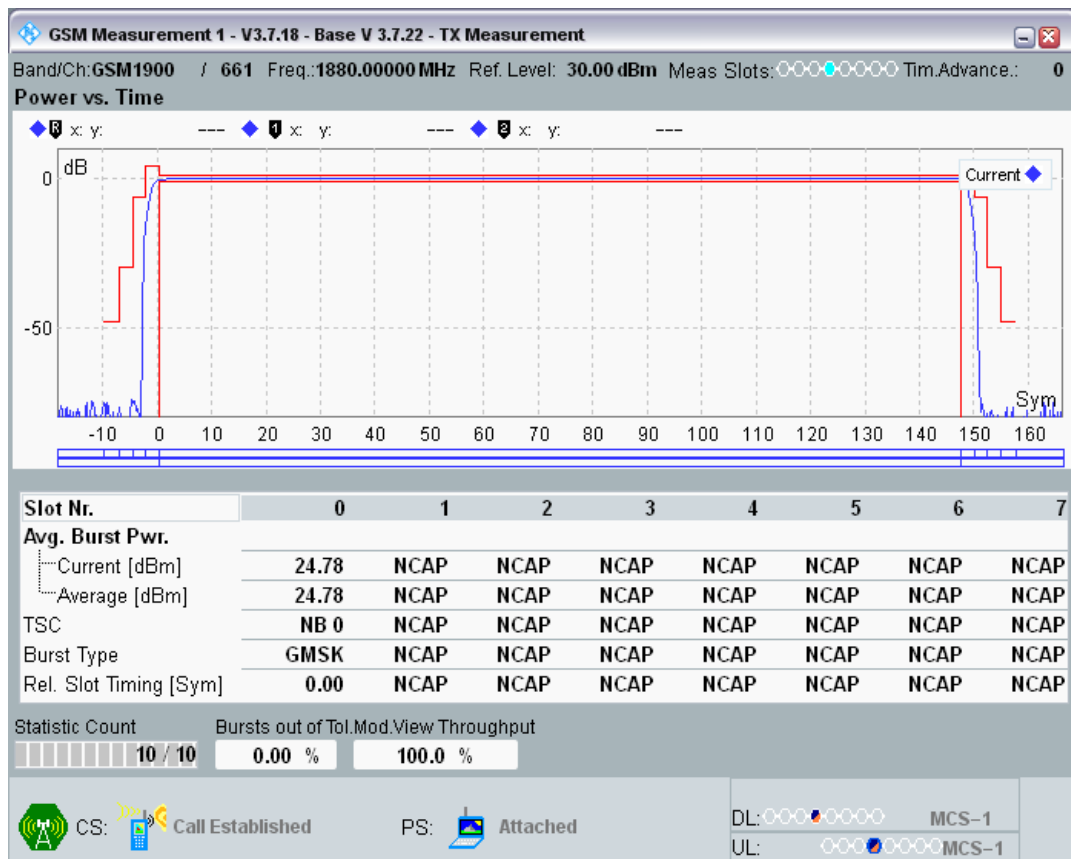 GSM Measurement 1 - V3.7.18 - Base V 3.7.22 - TX Measurement
Band/Ch:GSM1900 / 661 Freq.:1880.00000 MHz Ref. Level: 30.00 dBm Meas Slots: Tim.Advance.: 0
Power vs. Time
R x: y: --- 1 x: y: --- 2 x: y: ---
dB
Current
0
-50
Sym
-10 0 10 20 30 40 50 60 70 80 90 100 110 120 130 140 150 160
Slot Nr. 0 1 2 3 4 5 6 7
Avg. Burst Pwr.
Current [dBm] 24.78 NCAP NCAP NCAP NCAP NCAP NCAP NCAP
Average [dBm] 24.78 NCAP NCAP NCAP NCAP NCAP NCAP NCAP
TSC NB 0 NCAP NCAP NCAP NCAP NCAP NCAP NCAP
Burst Type GMSK NCAP NCAP NCAP NCAP NCAP NCAP NCAP
Rel. Slot Timing [Sym] 0.00 NCAP NCAP NCAP NCAP NCAP NCAP NCAP
Statistic Count Bursts out of Tol.Mod.View Throughput
10 / 10 0.00 % 100.0 %
CS: Call Established PS: Attached
DL: MCS-1
UL: MCS-1